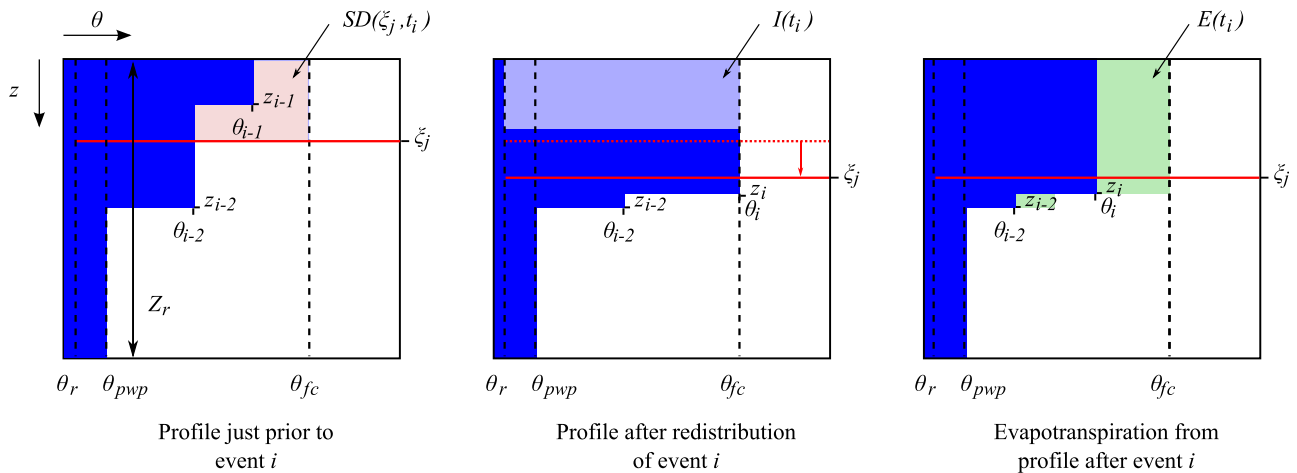 θ
SD(ξj ,ti )
z
zi-1
θi-1
ξj
zi-2
θi-2
Zr
θr
θpwp
θfc
Profile just prior to
event i
I(ti )
ξj
zi
zi-2
θi
θi-2
θr
θpwp
θfc
Profile after redistribution
of event i
E(ti )
ξj
zi
zi-2
θi
θi-2
θr
θpwp
θfc
Evapotranspiration from
profile after event i